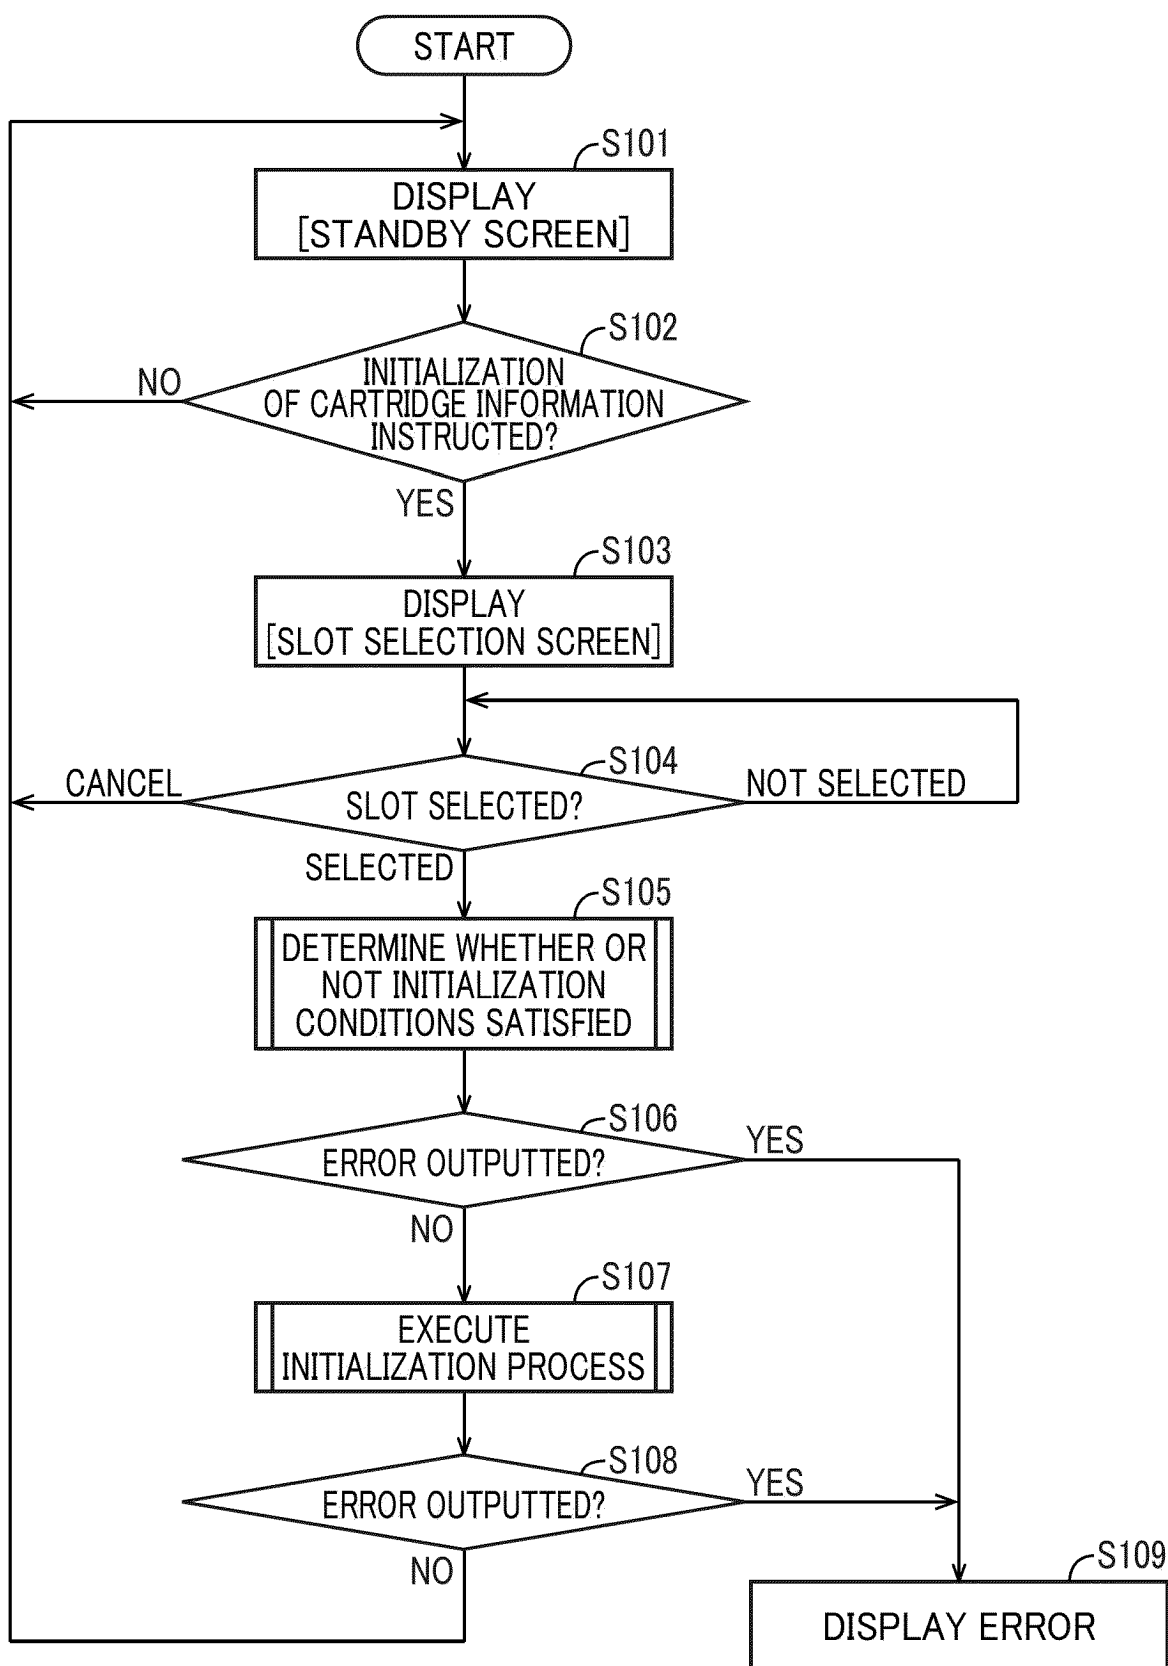 START
S101
DISPLAY
[STANDBY SCREEN]
S102
INITIALIZATION
OF CARTRIDGE INFORMATION
INSTRUCTED?
NO
YES
S103
DISPLAY
[SLOT SELECTION SCREEN]
S104
CANCEL
SLOT SELECTED?
NOT SELECTED
SELECTED
S105
DETERMINE WHETHER OR
NOT INITIALIZATION
CONDITIONS SATISFIED
S106
ERROR OUTPUTTED?
YES
NO
S107
EXECUTE
INITIALIZATION PROCESS
S108
ERROR OUTPUTTED?
YES
NO
S109
DISPLAY ERROR